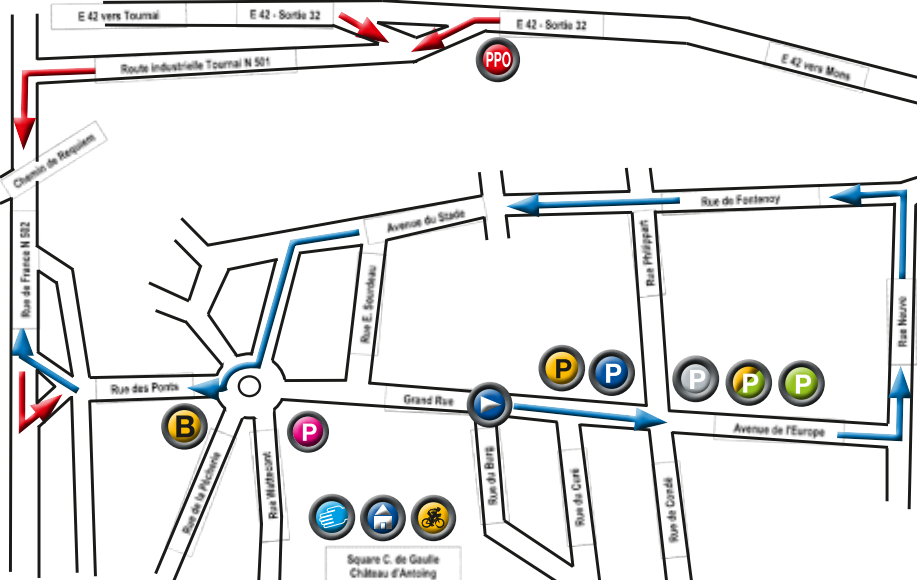 E 42 vers Tournai
E 42 - Sortie 32
E 42 - Sortie 32
PPO
E 42 vers Mons
Route industrielle Tournai N 501
Chemin de Requiem
Rue de France N 502
Avenue du Stade
Rue de Fontenoy
Rue E. Sourdeau
Rue Philippart
Rue Neuve
Rue des Ponts
Grand Rue
P
P
P
P
P
B
P
Avenue de l'Europe
Rue de la Pêcherie
Rue Wattecant
Rue du Burg
Rue du Curé
Rue de Condé
Square C. de Gaulle
Château d'Antoing